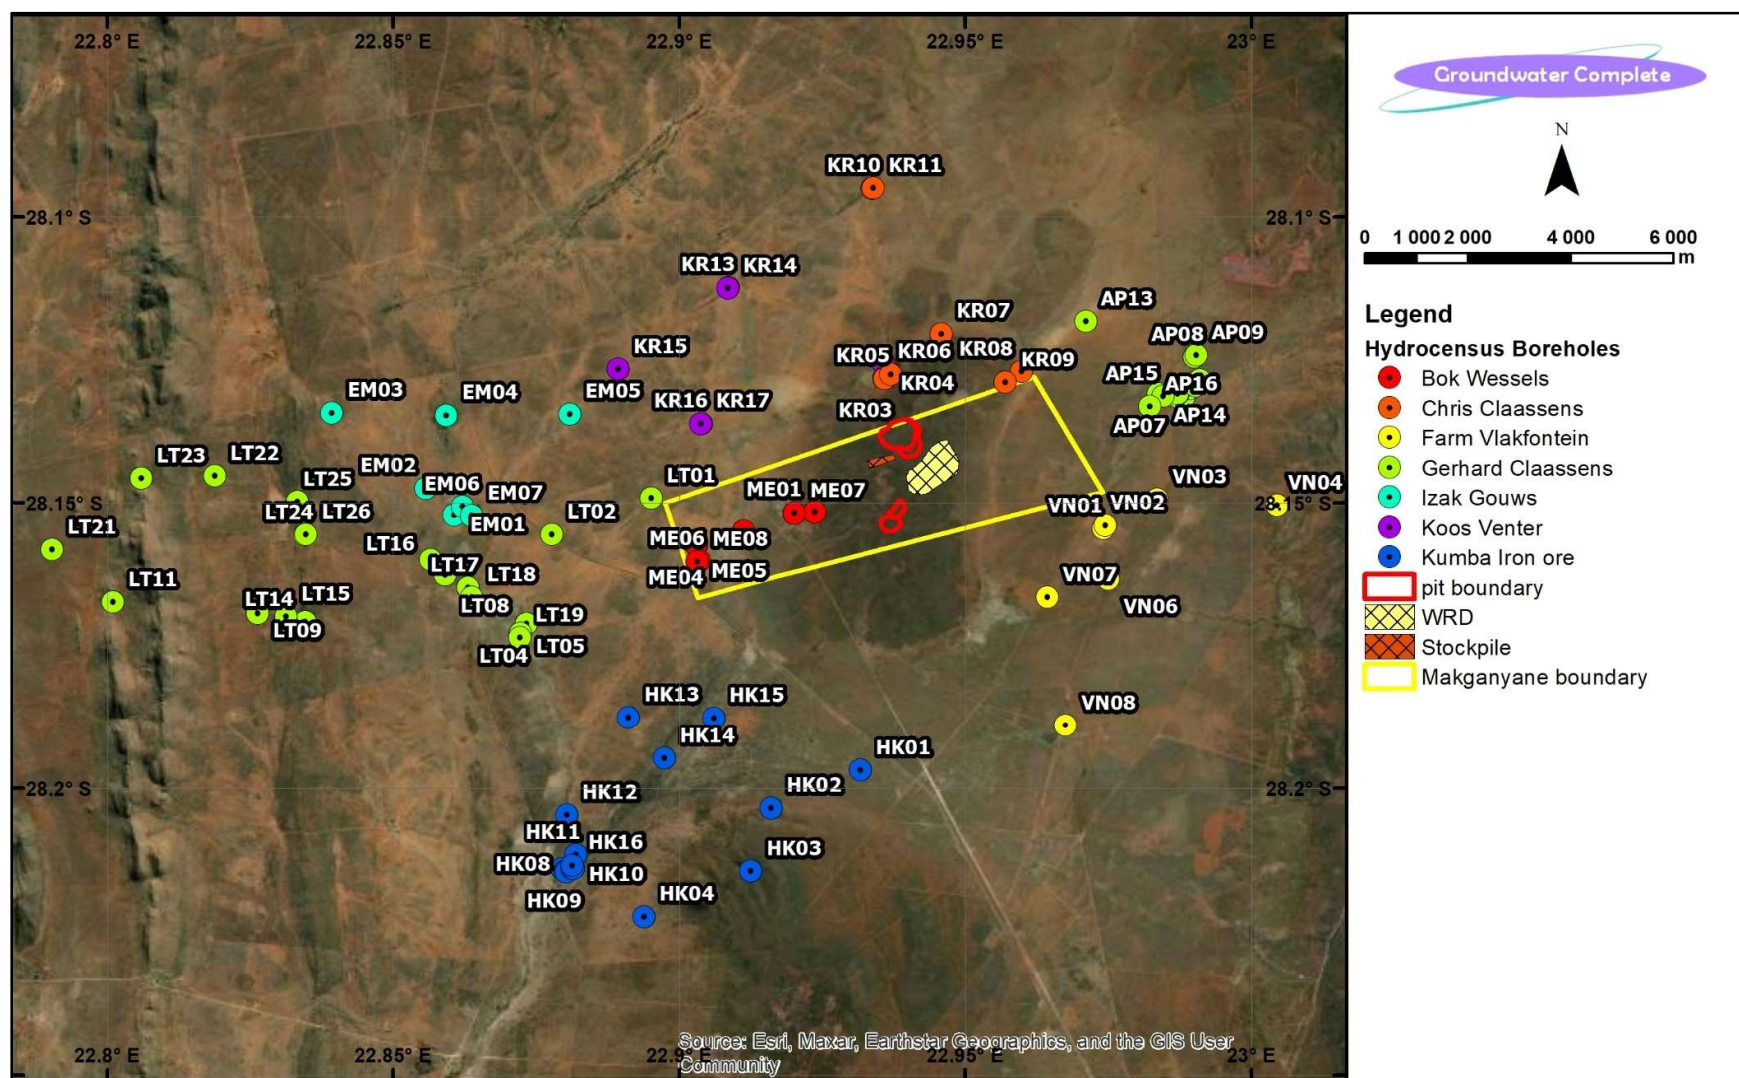 22.8° E 22.85° E 22.9° E 22.95° E 23° E
KR10 KR11
28.1° S 28.1° S
KR13 KR14
AP13
KR07
AP08 AP09
KR15
KR05 KR06 KR08 KR09
AP15 AP16
KR04
EM03 EM04 EM05
KR16 KR17
KR03
AP07 AP14
LT23 LT22
EM02
LT25
EM06 EM07
LT01
ME01 ME07
VN03
VN04
28.15° S 28.15° S
LT24 LT26
EM01
LT02
VN01 VN02
LT21
LT16
ME06 ME08
LT17
LT18
ME04 ME05
VN07
LT11
LT14 LT15
LT08
VN06
LT09
LT19
LT05
LT04
HK13 HK15
VN08
HK14
HK01
HK02
28.2° S 28.2° S
HK12
HK11
HK16
HK03
HK08
HK10
HK09
HK04
Source: Esri, Maxar, Earthstar Geographics, and the GIS User
Community
22.8° E 22.85° E 22.9° E 22.95° E 23° E
Groundwater Complete
N
0 1 000 2 000 4 000 6 000
m
Legend
Hydrocensus Boreholes
Bok Wessels
Chris Claassens
Farm Vlakfontein
Gerhard Claassens
Izak Gouws
Koos Venter
Kumba Iron ore
pit boundary
WRD
Stockpile
Makganyane boundary